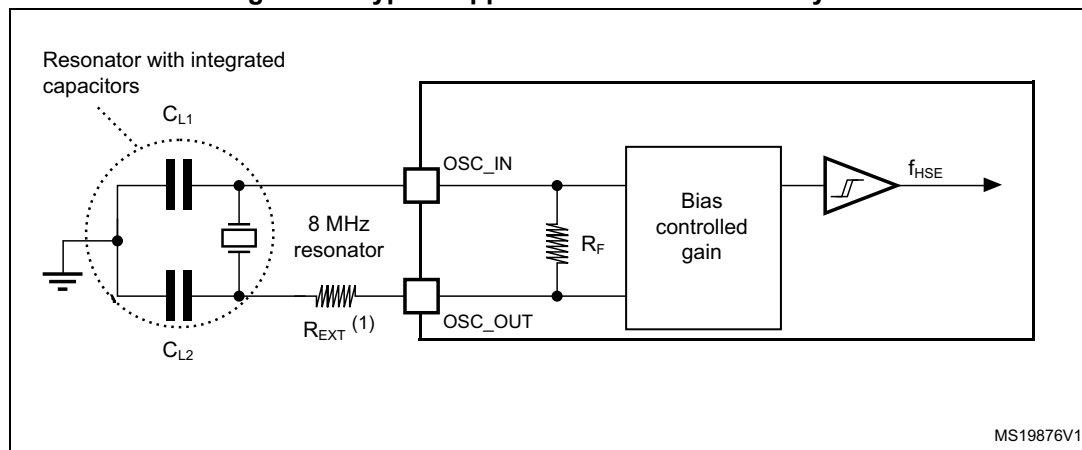 Resonator with integrated
capacitors
CL1
OSC_IN
fHSE
8 MHz
resonator
RF
Bias
controlled
gain
REXT (1)
OSC_OUT
CL2
MS19876V1